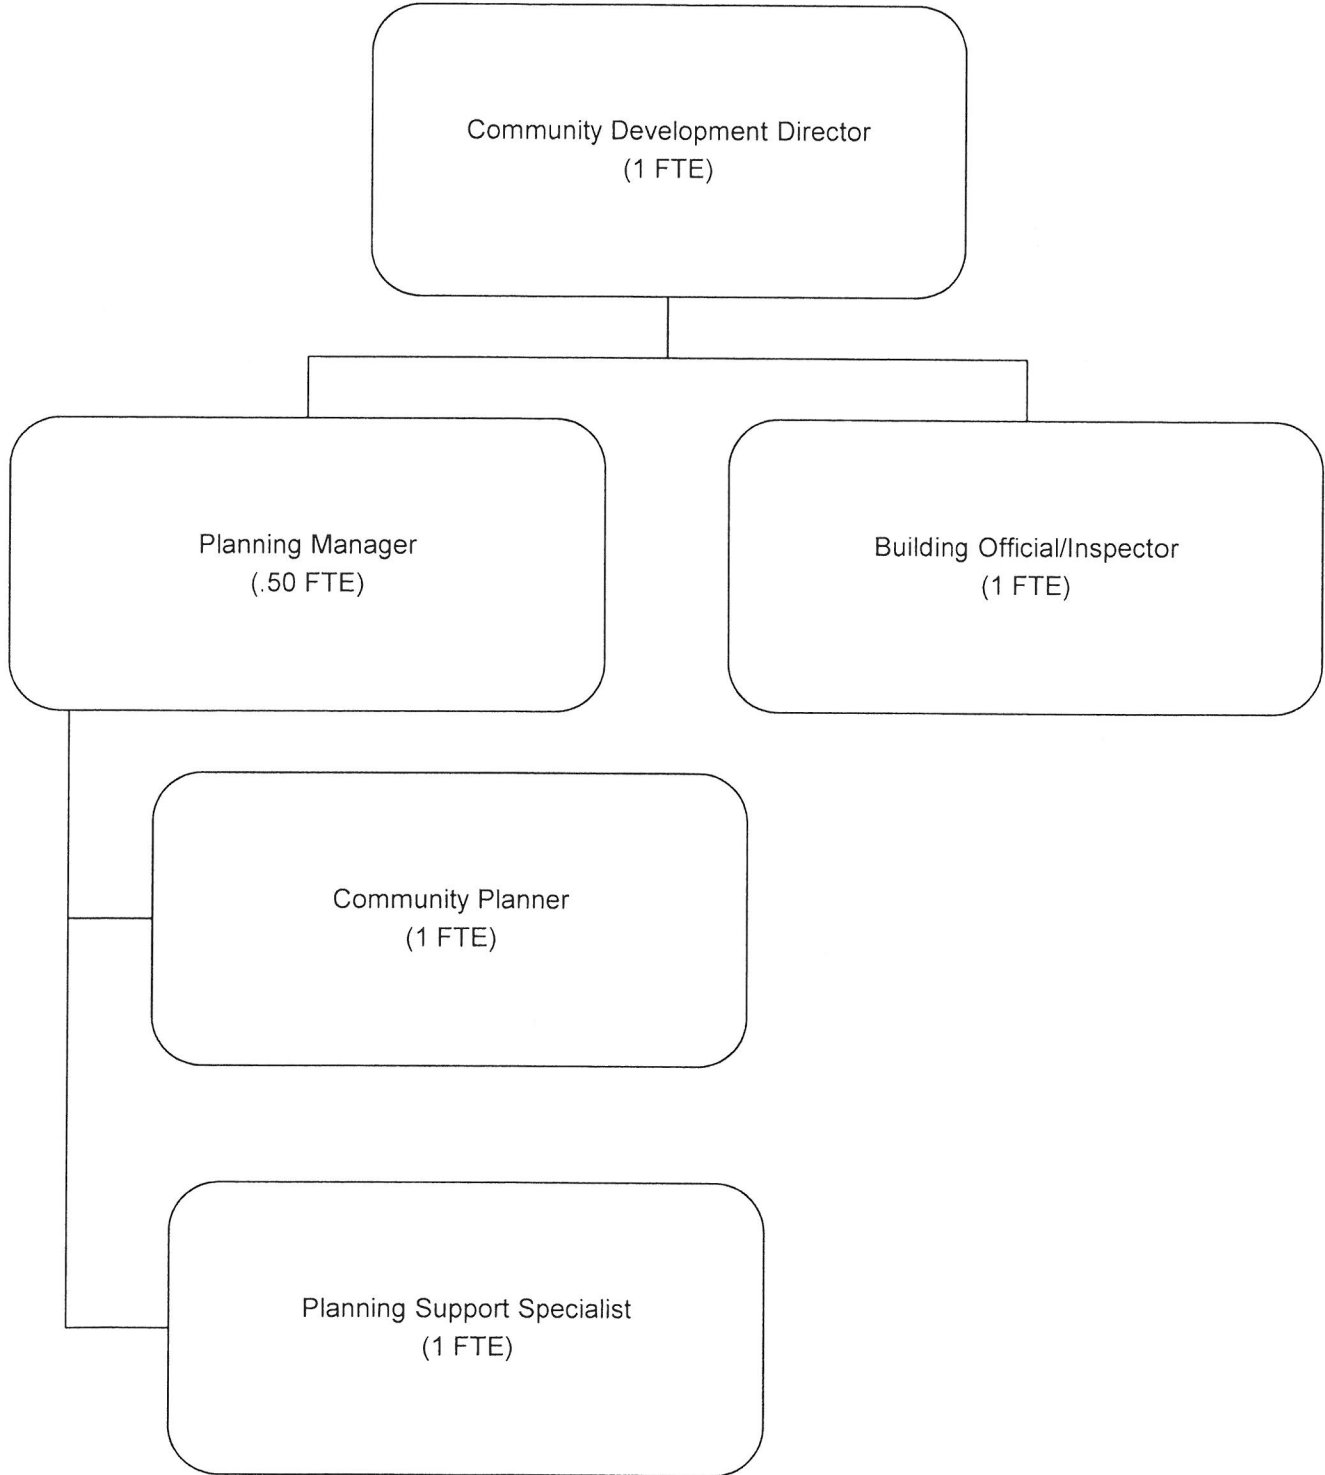 Community Development Director
(1 FTE)
Planning Manager
(.50 FTE)
Building Official/Inspector
(1 FTE)
Community Planner
(1 FTE)
Planning Support Specialist
(1 FTE)